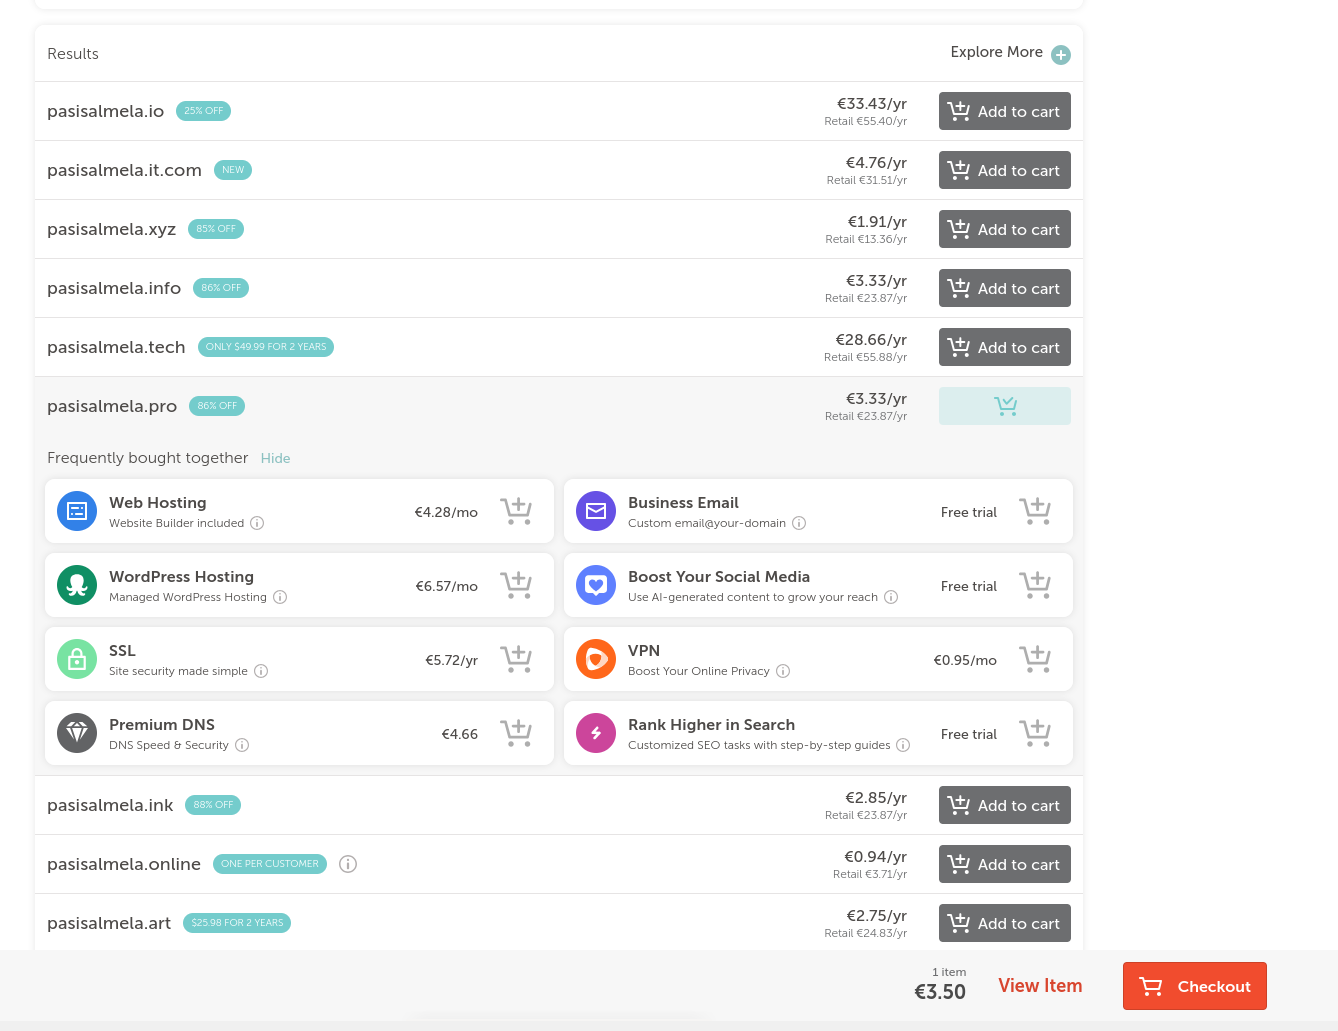 Results
Explore More
pasisalmela.io 25% OFF €33.43/yr Add to cart
Retail €55.40/yr
pasisalmela.it.com NEW €4.76/yr Add to cart
Retail €31.51/yr
pasisalmela.xyz 85% OFF €1.91/yr Add to cart
Retail €13.36/yr
pasisalmela.info 86% OFF €3.33/yr Add to cart
Retail €23.87/yr
pasisalmela.tech ONLY $49.99 FOR 2 YEARS €28.66/yr Add to cart
Retail €55.88/yr
pasisalmela.pro 86% OFF €3.33/yr
Retail €23.87/yr
Frequently bought together Hide
Web Hosting
Website Builder included
€4.28/mo
Business Email
Custom email@your-domain
Free trial
WordPress Hosting
Managed WordPress Hosting
€6.57/mo
Boost Your Social Media
Use AI-generated content to grow your reach
Free trial
SSL
Site security made simple
€5.72/yr
VPN
Boost Your Online Privacy
€0.95/mo
Premium DNS
DNS Speed & Security
€4.66
Rank Higher in Search
Customized SEO tasks with step-by-step guides
Free trial
pasisalmela.ink 88% OFF €2.85/yr Add to cart
Retail €23.87/yr
pasisalmela.online ONE PER CUSTOMER €0.94/yr Add to cart
Retail €3.71/yr
pasisalmela.art $25.98 FOR 2 YEARS €2.75/yr Add to cart
Retail €24.83/yr
1 item
€3.50
View Item
Checkout